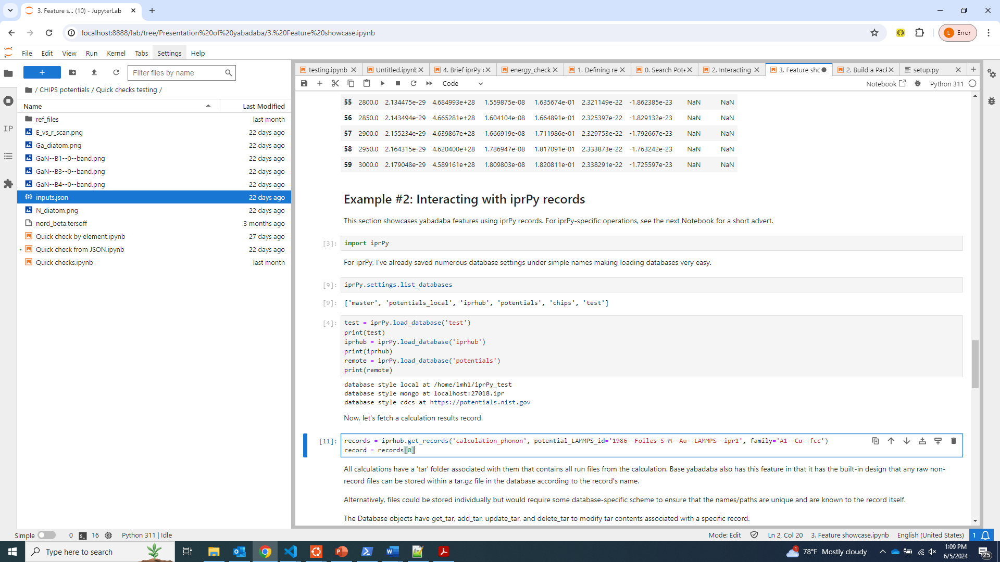 3. Feature s... (10) - JupyterLab
localhost:8888/lab/tree/Presentation%20of%20yabadaba/3.%20Feature%20showcase.ipynb
L Error
File Edit View Run Kernel Tabs Settings Help
+
Filter files by name
/ CHIPS potentials / Quick checks testing /
Name Last Modified
ref_files last month
E_vs_r_scan.png 22 days ago
Ga_diatom.png 22 days ago
GaN--B1--0--band.png 22 days ago
GaN--B3--0--band.png 22 days ago
GaN--B4--0--band.png 22 days ago
inputs.json 22 days ago
N_diatom.png 22 days ago
nord_beta.tersoff 3 months ago
Quick check by element.ipynb 27 days ago
Quick check from JSON.ipynb 22 days ago
Quick checks.ipynb last month
IP
testing.ipynb Untitled.ipynb 4. Brief iprPy energy_check 1. Defining re 0. Search Pote 2. Interacting 3. Feature sho 2. Build a Pac setup.py
Code Notebook Python 311
55 2800.0 2.134475e-29 4.684993e+28 1.559875e-08 1.635674e-01 2.321149e-22 -1.862385e-23 NaN NaN
56 2850.0 2.143494e-29 4.665281e+28 1.604104e-08 1.664891e-01 2.325397e-22 -1.829132e-23 NaN NaN
57 2900.0 2.155234e-29 4.639867e+28 1.666919e-08 1.711986e-01 2.329753e-22 -1.792667e-23 NaN NaN
58 2950.0 2.164315e-29 4.620400e+28 1.786947e-08 1.817091e-01 2.333873e-22 -1.763242e-23 NaN NaN
59 3000.0 2.179048e-29 4.589161e+28 1.809803e-08 1.820811e-01 2.338291e-22 -1.725597e-23 NaN NaN
Example #2: Interacting with iprPy records
This section showcases yabadaba features using iprPy records. For iprPy-specific operations, see the next Notebook for a short advert.
[3]: import iprPy
For iprPy, I've already saved numerous database settings under simple names making loading databases very easy.
[9]: iprPy.settings.list_databases
[9]: ['master', 'potentials_local', 'iprhub', 'potentials', 'chips', 'test']
[4]: test = iprPy.load_database('test')
print(test)
iprhub = iprPy.load_database('iprhub')
print(iprhub)
remote = iprPy.load_database('potentials')
print(remote)
database style local at /home/lmh1/iprPy_test
database style mongo at localhost:27018.ipr
database style cdcs at https://potentials.nist.gov
Now, let's fetch a calculation results record.
[11]: records = iprhub.get_records('calculation_phonon', potential_LAMMPS_id='1986--Foiles-S-M--Au--LAMMPS--ipr1', family='A1--Cu--fcc')
record = records[0]
All calculations have a 'tar' folder associated with them that contains all run files from the calculation. Base yabadaba also has this feature in that it has the built-in design that any raw non-
record files can be stored within a tar.gz file in the database according to the record's name.
Alternatively, files could be stored individually but would require some database-specific scheme to ensure that the names/paths are unique and are known to the record itself.
The Database objects have get_tar, add_tar, update_tar, and delete_tar to modify tar contents associated with a specific record.
Simple 0 16 Python 311 | Idle Mode: Edit Ln 2, Col 20 3. Feature showcase.ipynb English (United States) 1
Type here to search
1 78°F Mostly cloudy
1:09 PM
6/5/2024
25